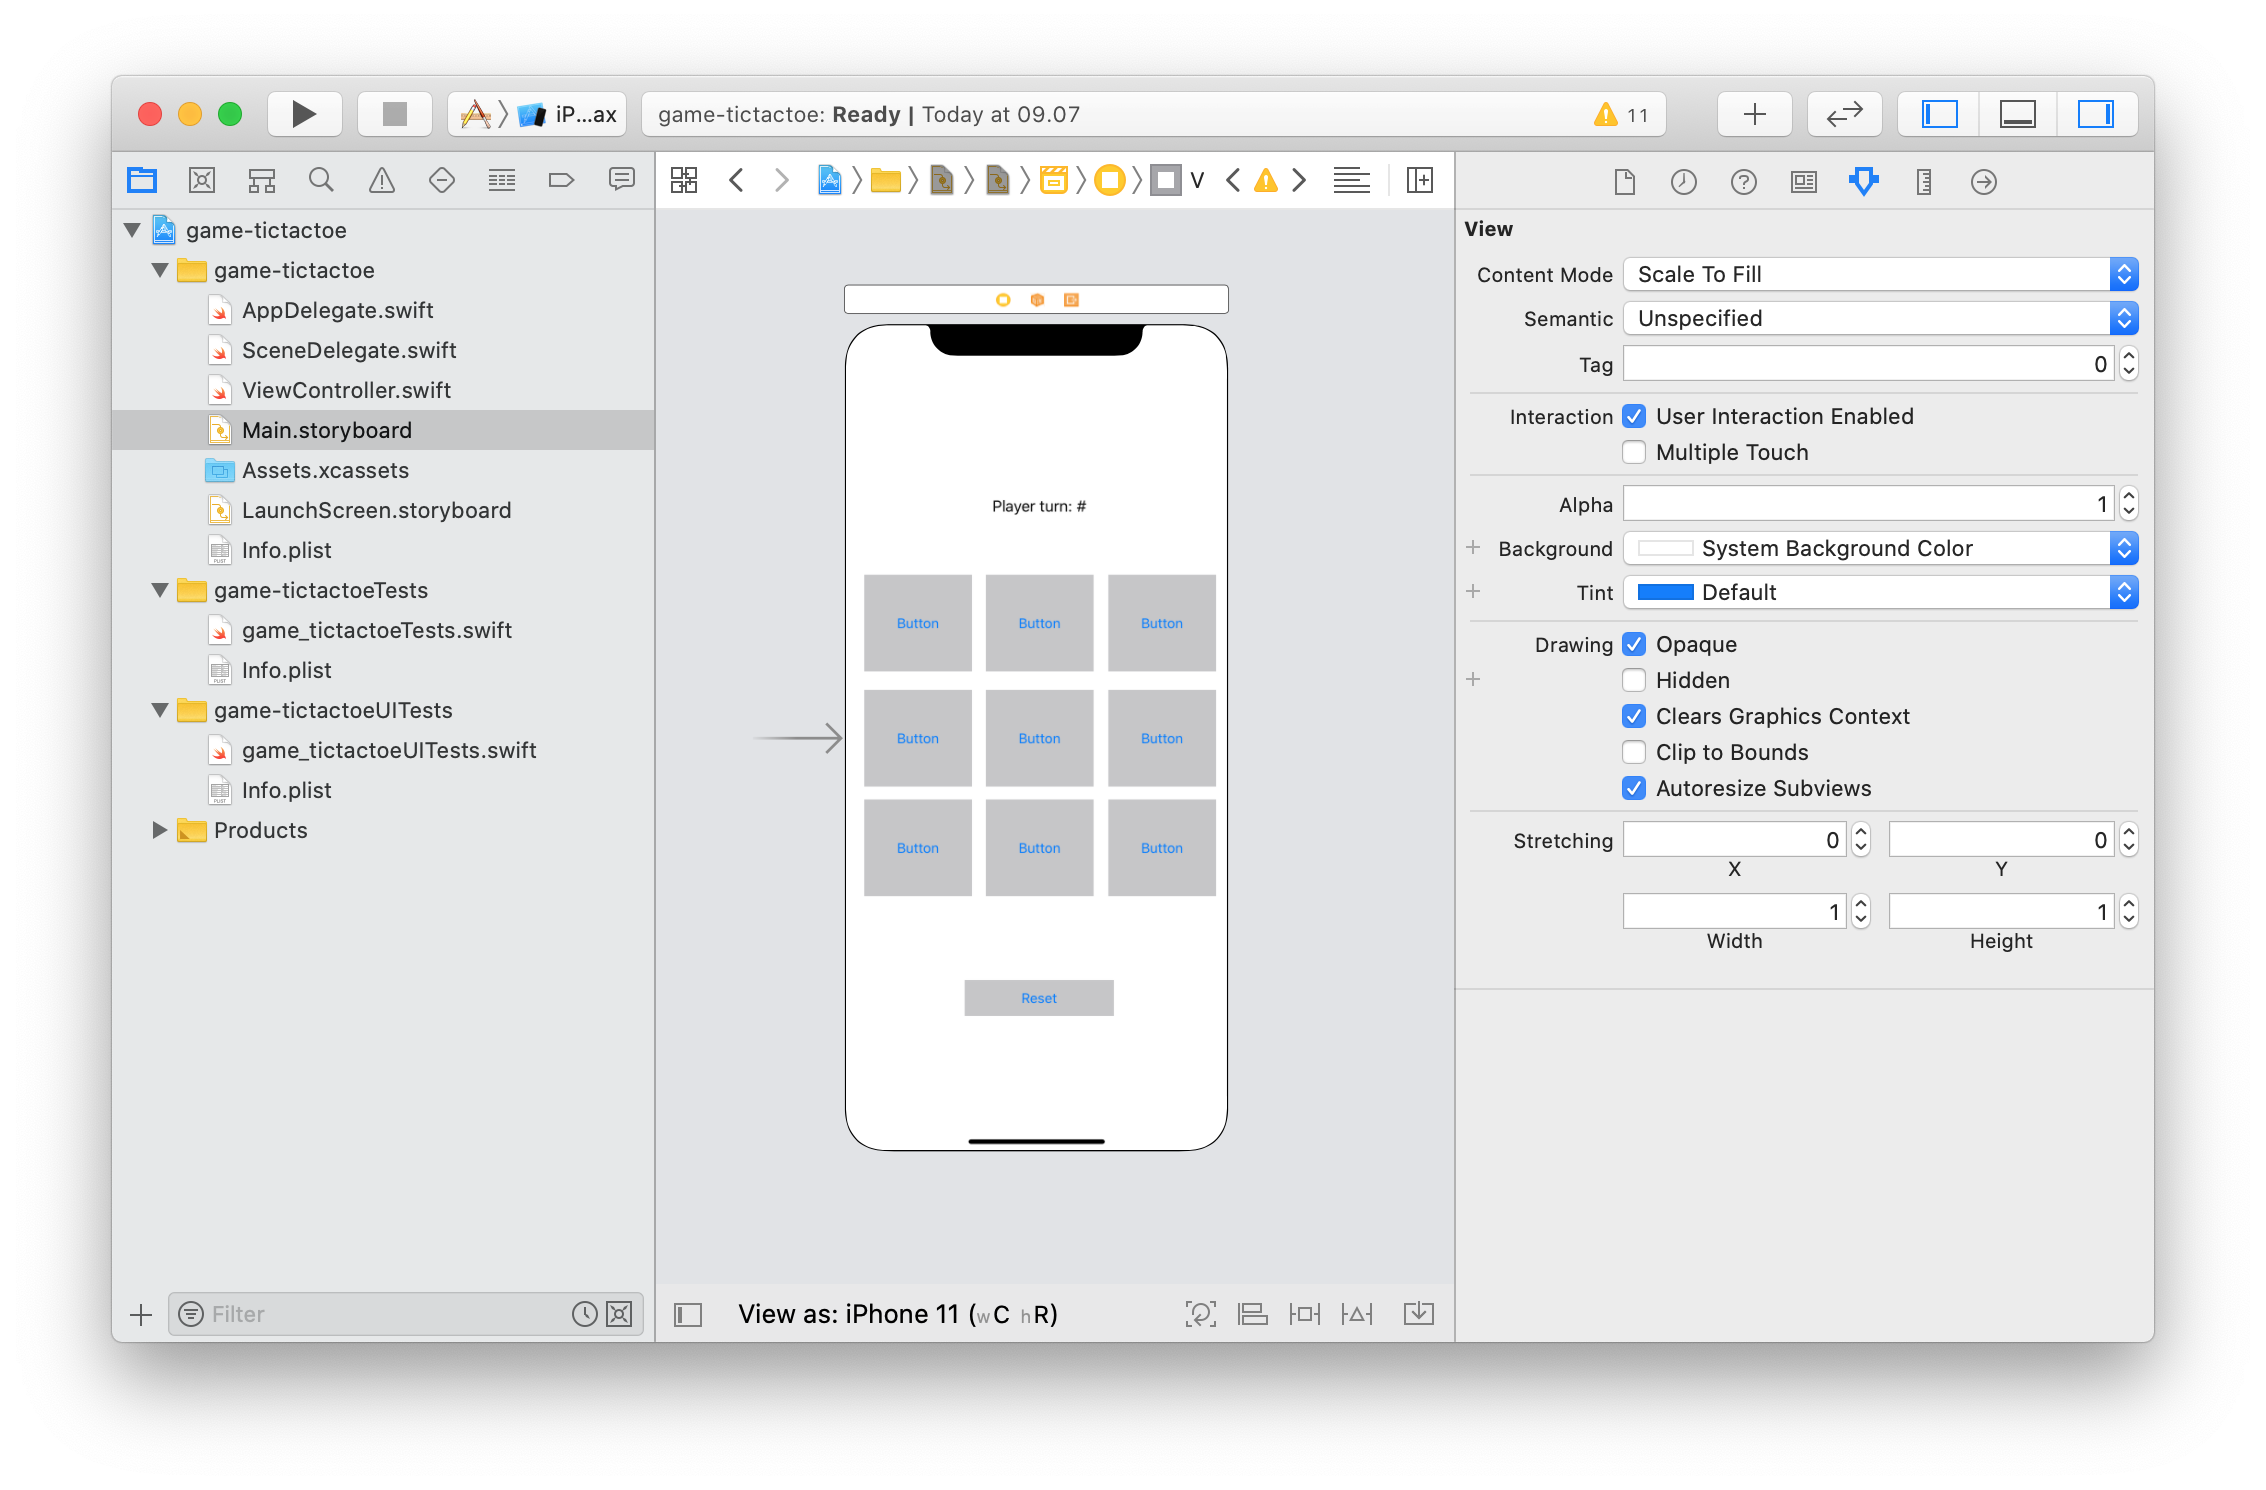 iP...ax
game-tictactoe: Ready | Today at 09.07
11
V
game-tictactoe
game-tictactoe
AppDelegate.swift
SceneDelegate.swift
ViewController.swift
Main.storyboard
Assets.xcassets
LaunchScreen.storyboard
Info.plist
game-tictactoeTests
game_tictactoeTests.swift
Info.plist
game-tictactoeUITests
game_tictactoeUITests.swift
Info.plist
Products
Filter
Player turn: #
Button Button Button
Button Button Button
Button Button Button
Reset
View as: iPhone 11 (wC hR)
View
Content Mode Scale To Fill
Semantic Unspecified
Tag 0
Interaction User Interaction Enabled
Multiple Touch
Alpha 1
Background System Background Color
Tint Default
Drawing Opaque
Hidden
Clears Graphics Context
Clip to Bounds
Autoresize Subviews
Stretching 0 0
X Y
1 1
Width Height